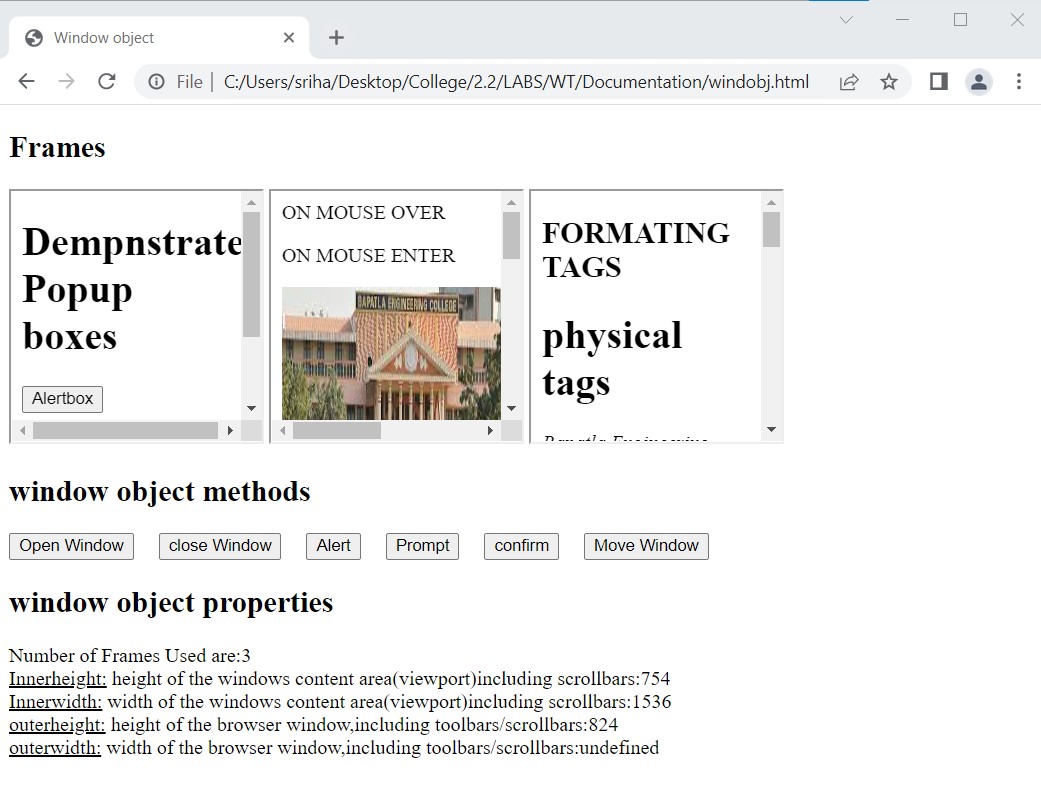 Window object
File | C:/Users/sriha/Desktop/College/2.2/LABS/WT/Documentation/windobj.html
Frames
Dempnstrate
Popup
boxes
Alertbox
ON MOUSE OVER
ON MOUSE ENTER
BAPATLA ENGINEERING COLLEGE
FORMATING
TAGS
physical
tags
Bapatla Engineering
window object methods
Open Window close Window Alert Prompt confirm Move Window
window object properties
Number of Frames Used are:3
Innerheight: height of the windows content area(viewport)including scrollbars:754
Innerwidth: width of the windows content area(viewport)including scrollbars:1536
outerheight: height of the browser window,including toolbars/scrollbars:824
outerwidth: width of the browser window,including toolbars/scrollbars:undefined